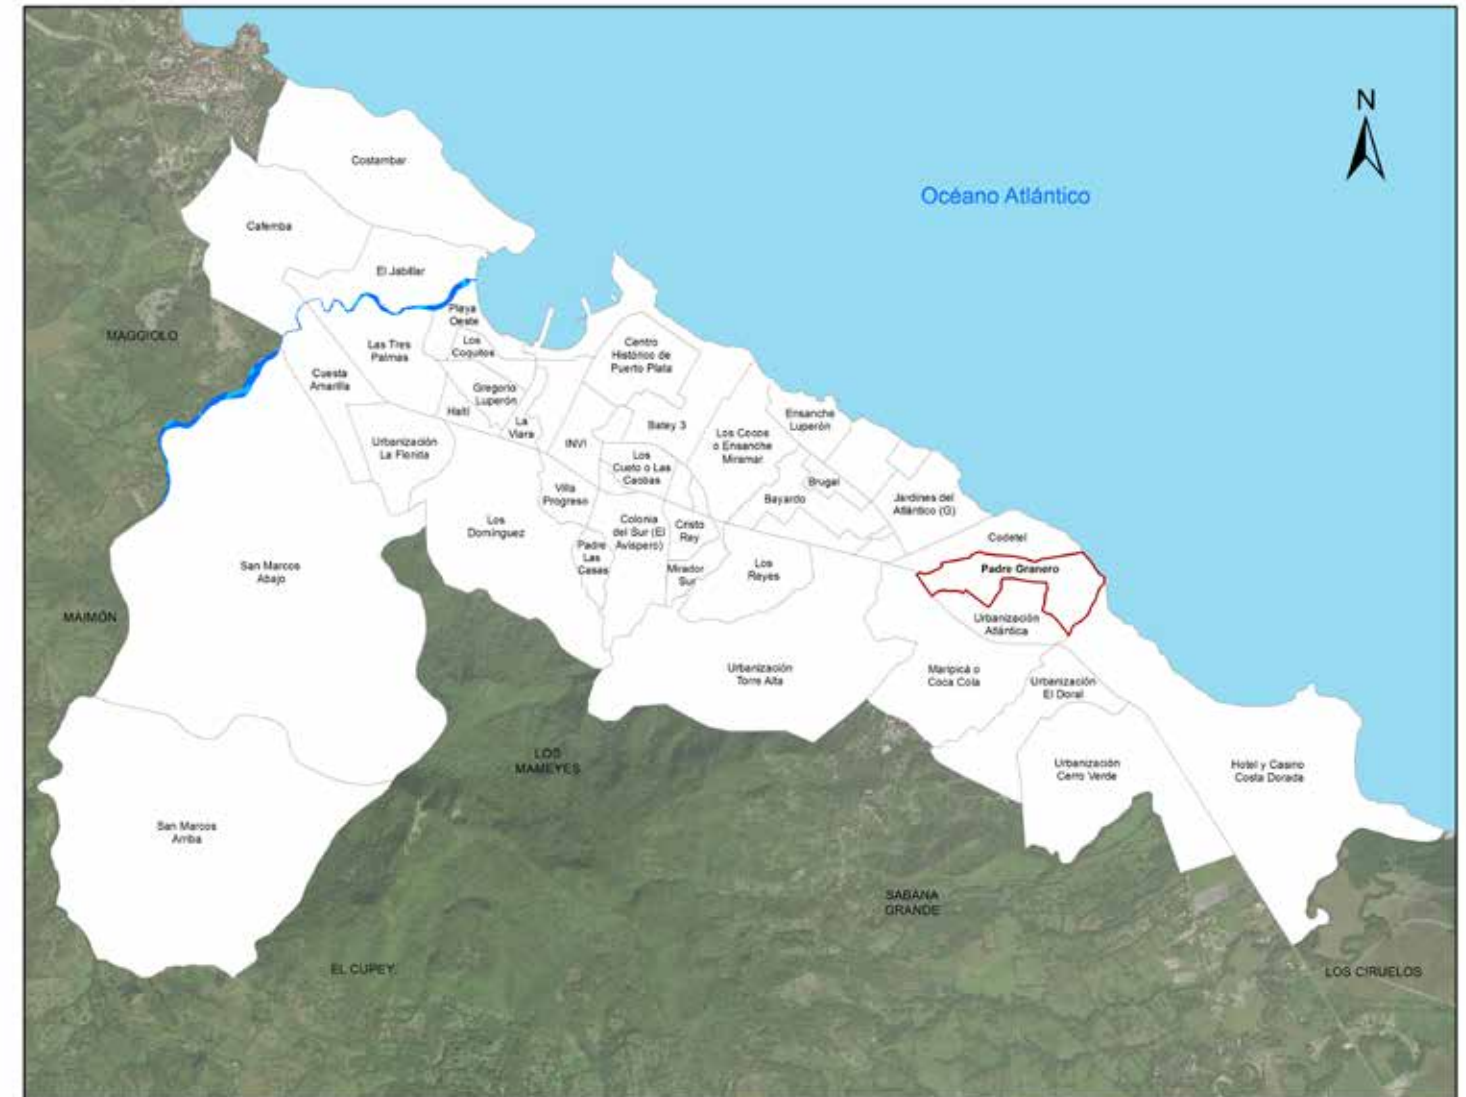 N
Océano Atlántico
Costambar
Cafemba
El Jabillar
MAGGIOLO
Playa
Oeste
Las Tres
Palmas
Los
Coquitos
Centro
Histórico de
Puerto Plata
Cuesta
Amarilla
Gregorio
Luperón
Haití
La
Viara
Urbanización
La Florida
INVI
Batey 3
Los Cocos
o Ensanche
Miramar
Ensanche
Luperón
Los
Cueto o Las
Caobas
Brugal
Bayardo
Jardines del
Atlántico (G)
Villa
Progreso
Los
Domínguez
Colonia
del Sur (El
Avispero)
Cristo
Rey
Codetel
Padre
Las
Casas
Mirador
Sur
Los
Reyes
Padre Granero
San Marcos
Abajo
MAIMÓN
Urbanización
Atlántica
Urbanización
Torre Alta
Maripicá o
Coca Cola
Urbanización
El Doral
LOS
MAMEYES
Urbanización
Cerro Verde
Hotel y Casino
Costa Dorada
San Marcos
Arriba
SABANA
GRANDE
EL CUPEY
LOS CIRUELOS